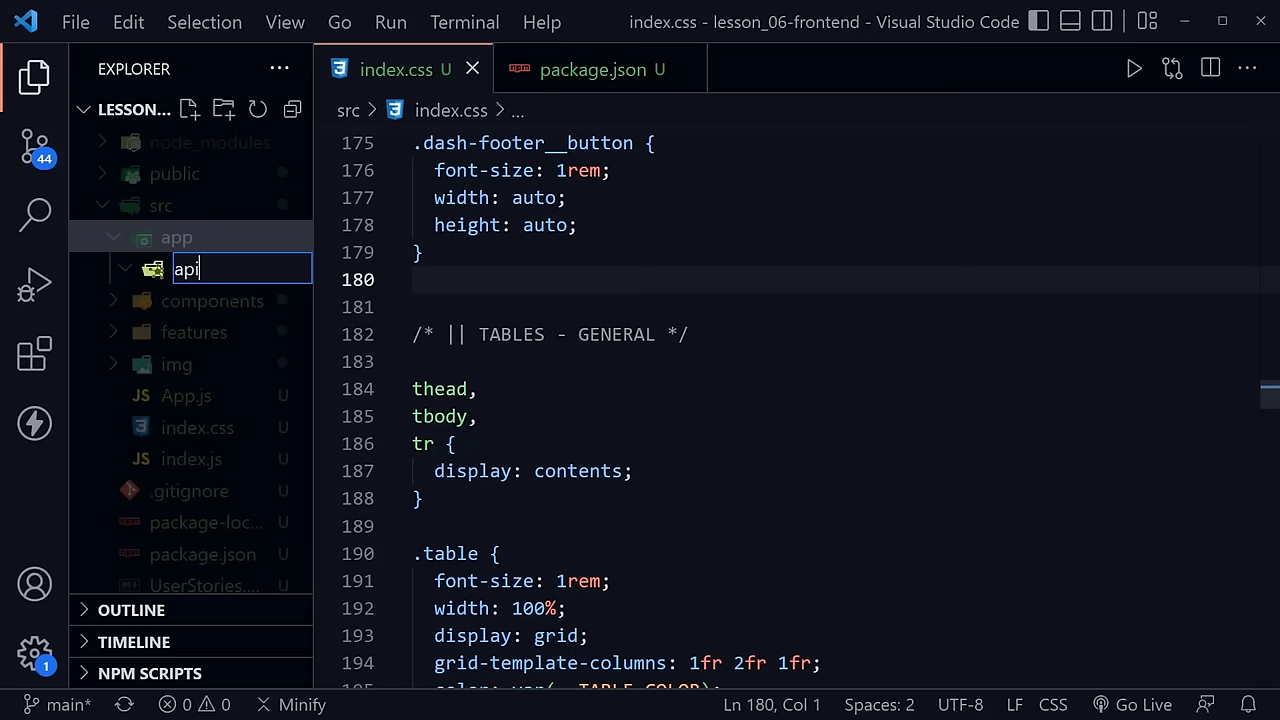 File Edit Selection View Go Run Terminal Help index.css - lesson_06-frontend - Visual Studio Code
EXPLORER
LESSON...
node_modules
public
src
app
api
components
features
img
JS App.js U
index.css U
JS index.js U
.gitignore U
package-loc... U
package.json U
UserStories.... U
OUTLINE
TIMELINE
NPM SCRIPTS
44
1
index.css U
package.json U
src > index.css > ...
175 .dash-footer__button {
176 font-size: 1rem;
177 width: auto;
178 height: auto;
179 }
180
181
182 /* || TABLES - GENERAL */
183
184 thead,
185 tbody,
186 tr {
187 display: contents;
188 }
189
190 .table {
191 font-size: 1rem;
192 width: 100%;
193 display: grid;
194 grid-template-columns: 1fr 2fr 1fr;
main* 0 0 Minify Ln 180, Col 1 Spaces: 2 UTF-8 LF CSS Go Live